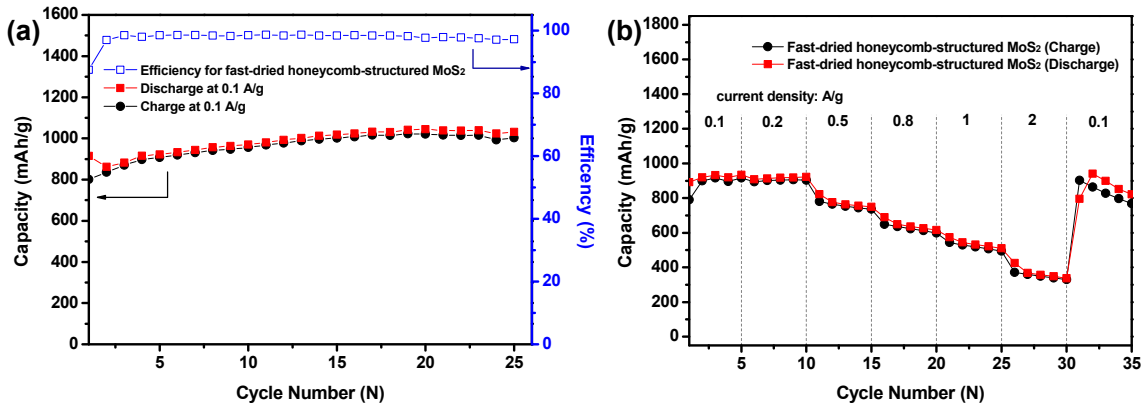 (a)
1600
1400
1200
1000
800
600
400
200
0
Capacity (mAh/g)
5
10
15
20
25
Cycle Number (N)
100
80
60
40
20
0
Efficency (%)
Efficiency for fast-dried honeycomb-structured MoS₂
Discharge at 0.1 A/g
Charge at 0.1 A/g
(b)
1800
1600
1400
1200
1000
800
600
400
200
0
Capacity (mAh/g)
5
10
15
20
25
30
35
Cycle Number (N)
Fast-dried honeycomb-structured MoS₂ (Charge)
Fast-dried honeycomb-structured MoS₂ (Discharge)
current density: A/g
0.1 0.2 0.5 0.8 1 2 0.1